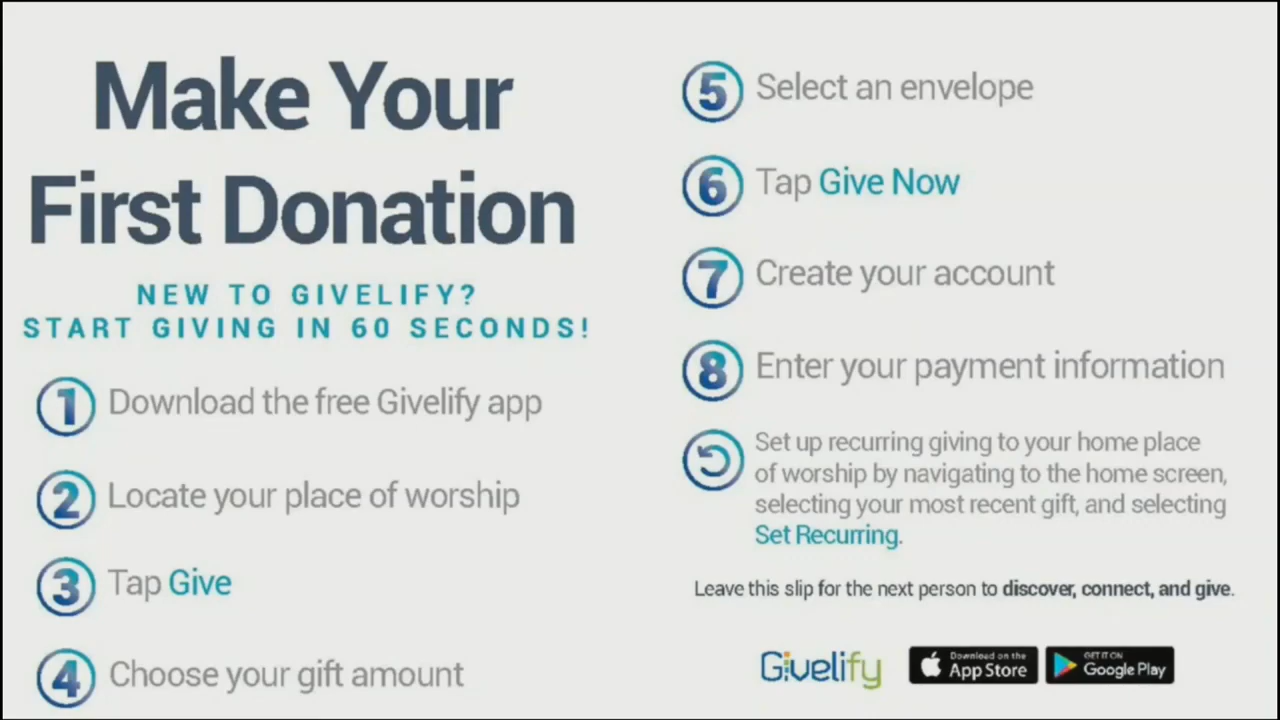 Make Your
First Donation
NEW TO GIVELIFY?
START GIVING IN 60 SECONDS!
1 Download the free Givelify app
2 Locate your place of worship
3 Tap Give
4 Choose your gift amount
5 Select an envelope
6 Tap Give Now
7 Create your account
8 Enter your payment information
Set up recurring giving to your home place
of worship by navigating to the home screen,
selecting your most recent gift, and selecting
Set Recurring.
Leave this slip for the next person to discover, connect, and give.
Givelify
Download on the
App Store
GET IT ON
Google Play